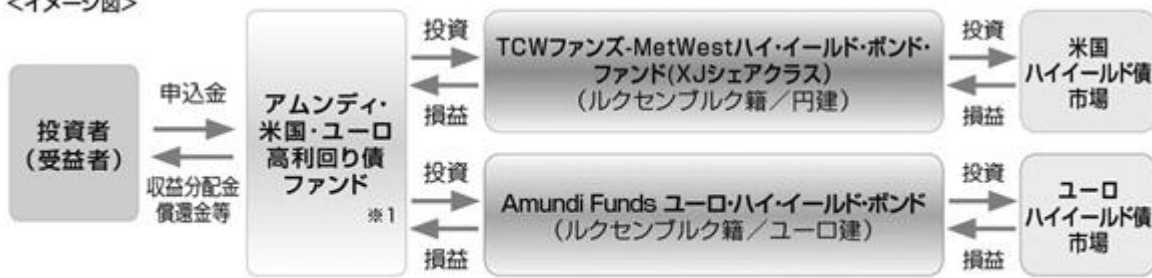 <イメージ図>
投資者
（受益者）
申込金
収益分配金
償還金等
アムンディ・
米国・ユーロ
高利回り債
ファンド
※1
投資
損益
TCWファンズ-MetWestハイ・イールド・ボンド・
ファンド(XJシェアクラス)
（ルクセンブルク籍／円建）
投資
損益
米国
ハイイールド債
市場
投資
損益
Amundi Funds ユーロ・ハイ・イールド・ボンド
（ルクセンブルク籍／ユーロ建）
投資
損益
ユーロ
ハイイールド債
市場